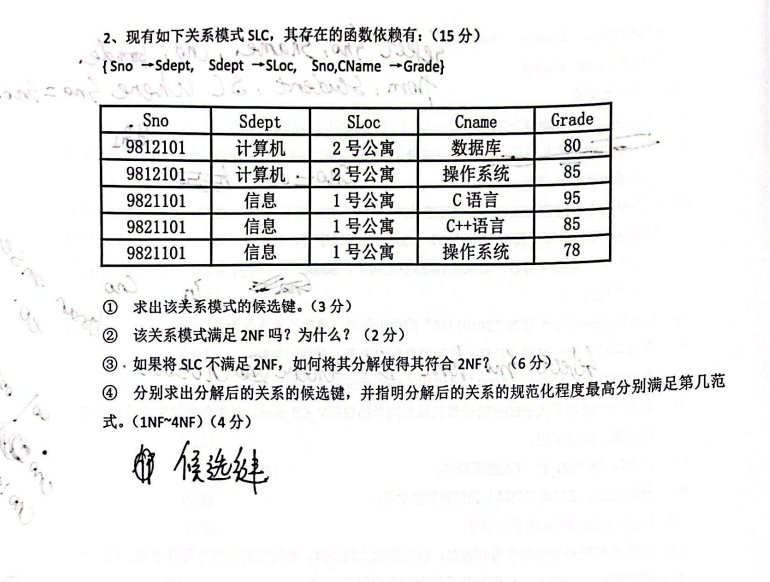 2、现有如下关系模式 SLC，其存在的函数依赖有：（15 分）
{ Sno →Sdept, Sdept →SLoc, Sno,CName →Grade}
Sno Sdept SLoc Cname Grade
9812101 计算机 2 号公寓 数据库 80
9812101 计算机 2 号公寓 操作系统 85
9821101 信息 1 号公寓 C 语言 95
9821101 信息 1 号公寓 C++语言 85
9821101 信息 1 号公寓 操作系统 78
① 求出该关系模式的候选键。（3 分）
② 该关系模式满足 2NF 吗？为什么？（2 分）
③ 如果将 SLC 不满足 2NF，如何将其分解使得其符合 2NF？（6 分）
④ 分别求出分解后的关系的候选键，并指明分解后的关系的规范化程度最高分别满足第几范
式。（1NF~4NF）（4 分）
候选键